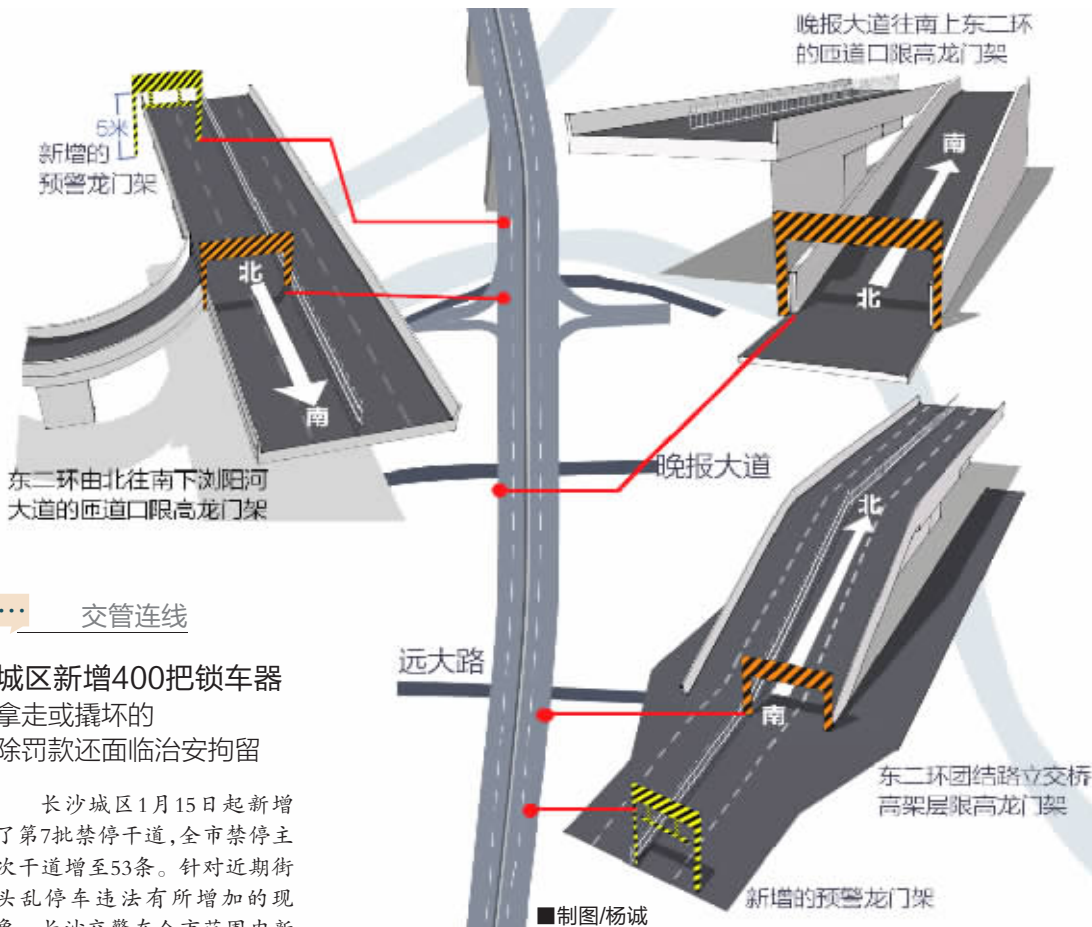 晚报大道往南上东二环
的匝道口限高龙门架
5米
新增的
预警龙门架
南
北
北
南
东二环由北往南下浏阳河
大道的匝道口限高龙门架
晚报大道
北
交管连线
远大路
城区新增400把锁车器
拿走或撬坏的
除罚款还面临治安拘留
南
东二环团结路立交桥
高架层限高龙门架
长沙城区1月15日起新增
了第7批禁停干道,全市禁停主
次干道增至53条。针对近期街
头乱停车违法有所增加的现
新增的预警龙门架
■制图/杨诚